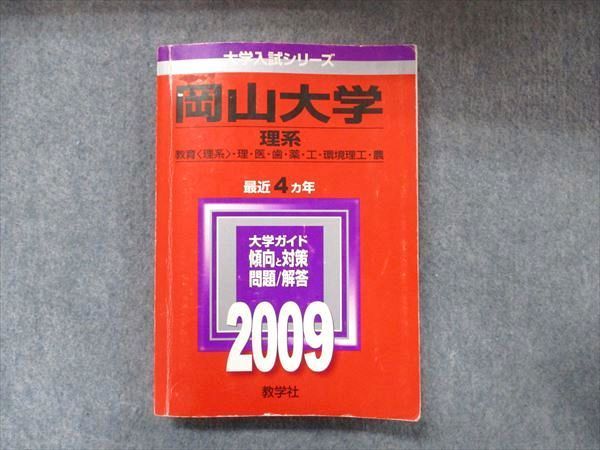 大学入試シリーズ
岡山大学
理系
教育〈理系〉・理・医・歯・薬・工・環境理工・農
最近4ヵ年
大学ガイド
傾向と対策
問題/解答
2009
教学社